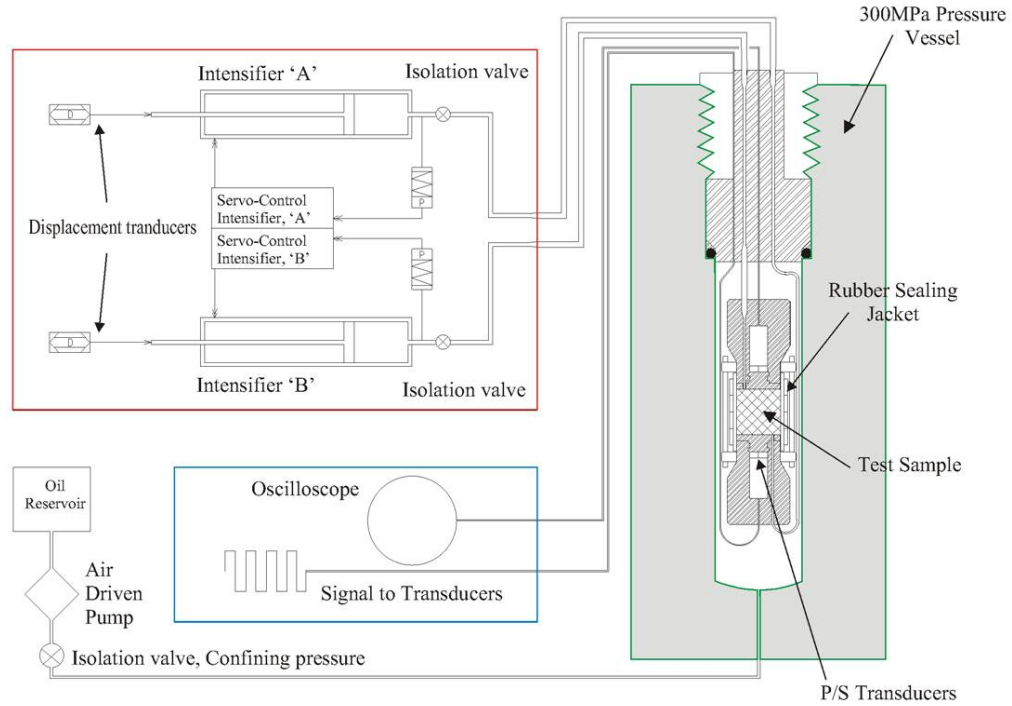 300MPa Pressure
Vessel
Intensifier ‘A’
Isolation valve
D
P
Servo-Control
Intensifier, ‘A’
Servo-Control
Intensifier, ‘B’
P
Displacement tranducers
D
Intensifier ‘B’
Isolation valve
Rubber Sealing
Jacket
Test Sample
Oil
Reservoir
Oscilloscope
Signal to Transducers
Air
Driven
Pump
Isolation valve, Confining pressure
P/S Transducers